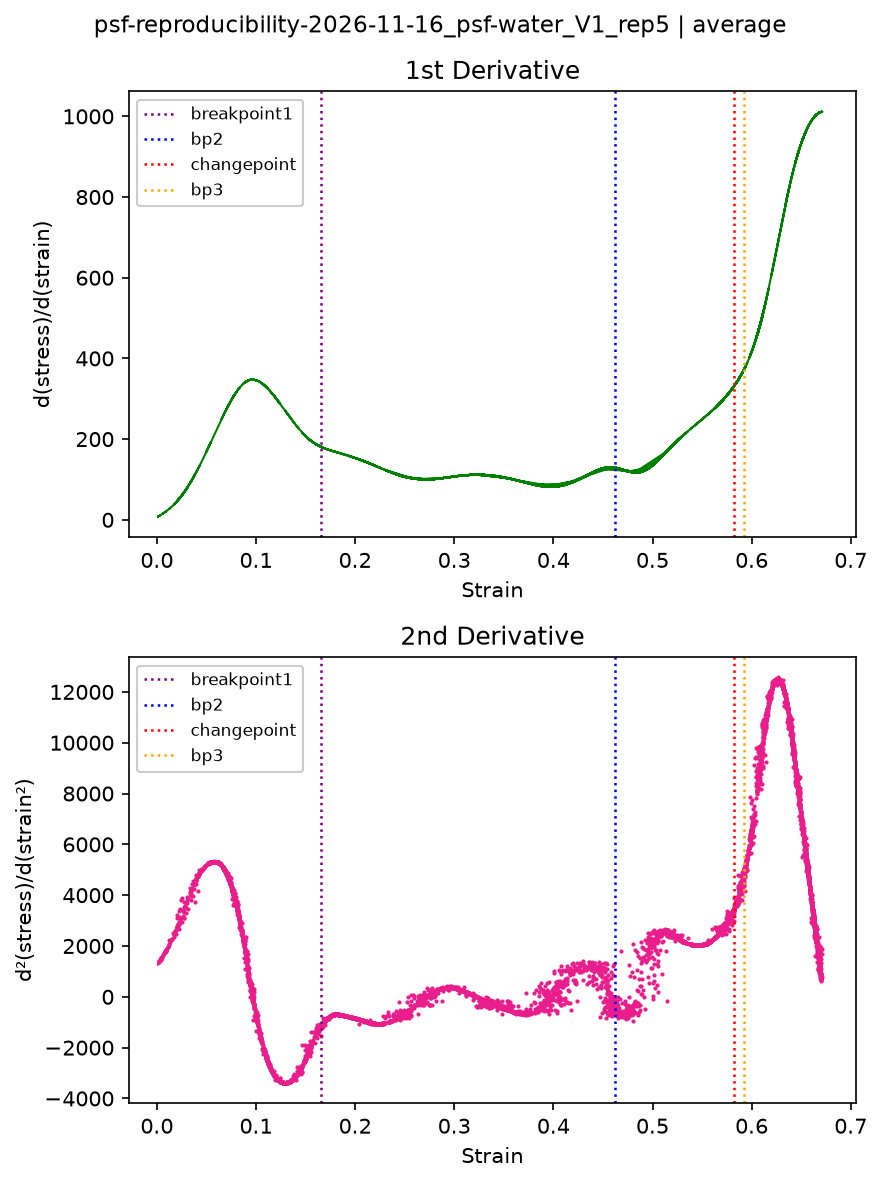 psf-reproducibility-2026-11-16_psf-water_V1_rep5 | average
1st Derivative
breakpoint1
bp2
changepoint
bp3
1000
800
600
400
200
0
d(stress)/d(strain)
0.0 0.1 0.2 0.3 0.4 0.5 0.6 0.7
Strain
2nd Derivative
breakpoint1
bp2
changepoint
bp3
12000
10000
8000
6000
4000
2000
0
−2000
−4000
d²(stress)/d(strain²)
0.0 0.1 0.2 0.3 0.4 0.5 0.6 0.7
Strain